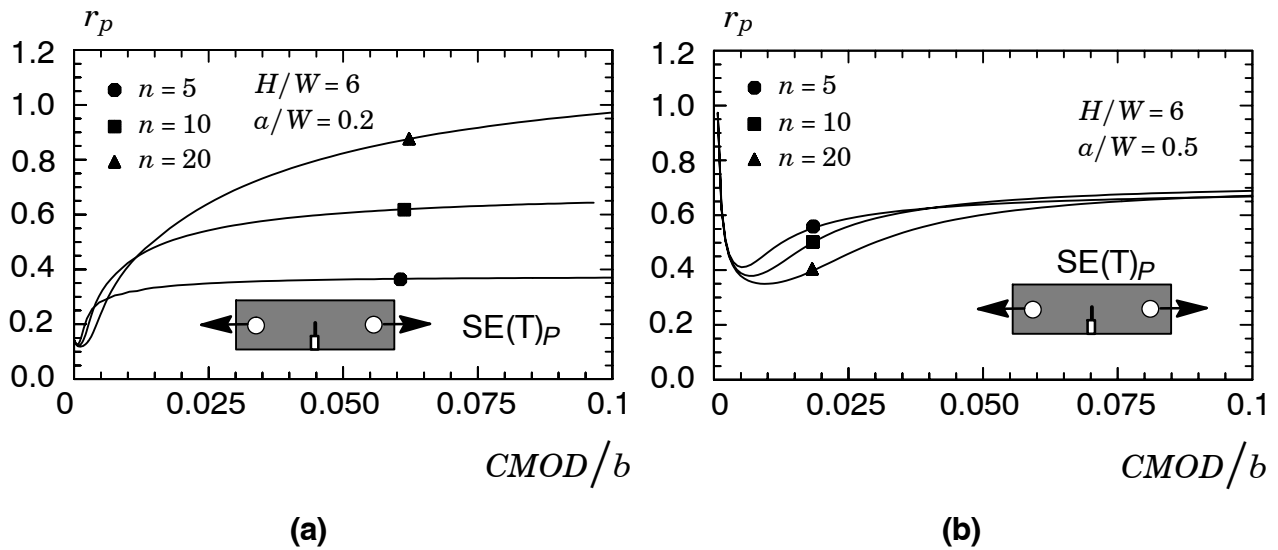 r_p
1.2
1.0
0.8
0.6
0.4
0.2
0.0
n = 5
n = 10
n = 20
H/W = 6
a/W = 0.2
SE(T)_P
0 0.025 0.05 0.075 0.1
CMOD/b
(a)
r_p
1.2
1.0
0.8
0.6
0.4
0.2
0.0
n = 5
n = 10
n = 20
H/W = 6
a/W = 0.5
SE(T)_P
0 0.025 0.050 0.075 0.1
CMOD/b
(b)